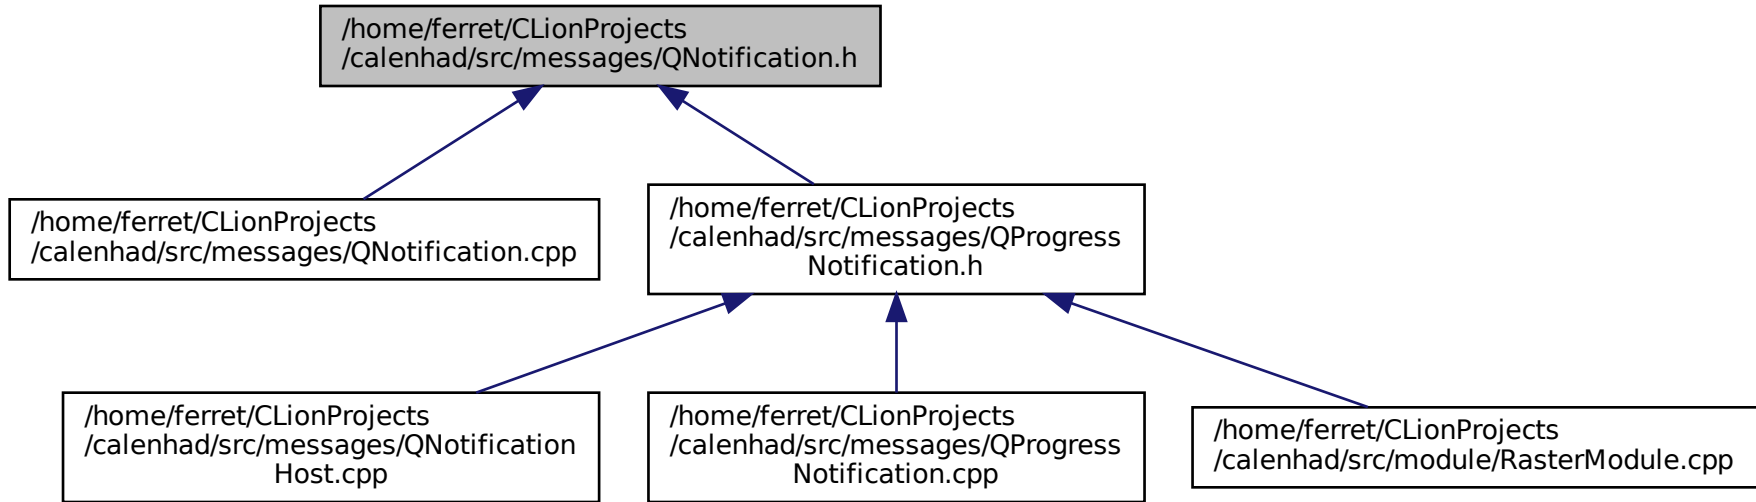 /home/ferret/CLionProjects
/calenhad/src/messages/QNotification.h
/home/ferret/CLionProjects
/calenhad/src/messages/QNotification.cpp
/home/ferret/CLionProjects
/calenhad/src/messages/QProgress
Notification.h
/home/ferret/CLionProjects
/calenhad/src/messages/QNotification
Host.cpp
/home/ferret/CLionProjects
/calenhad/src/messages/QProgress
Notification.cpp
/home/ferret/CLionProjects
/calenhad/src/module/RasterModule.cpp